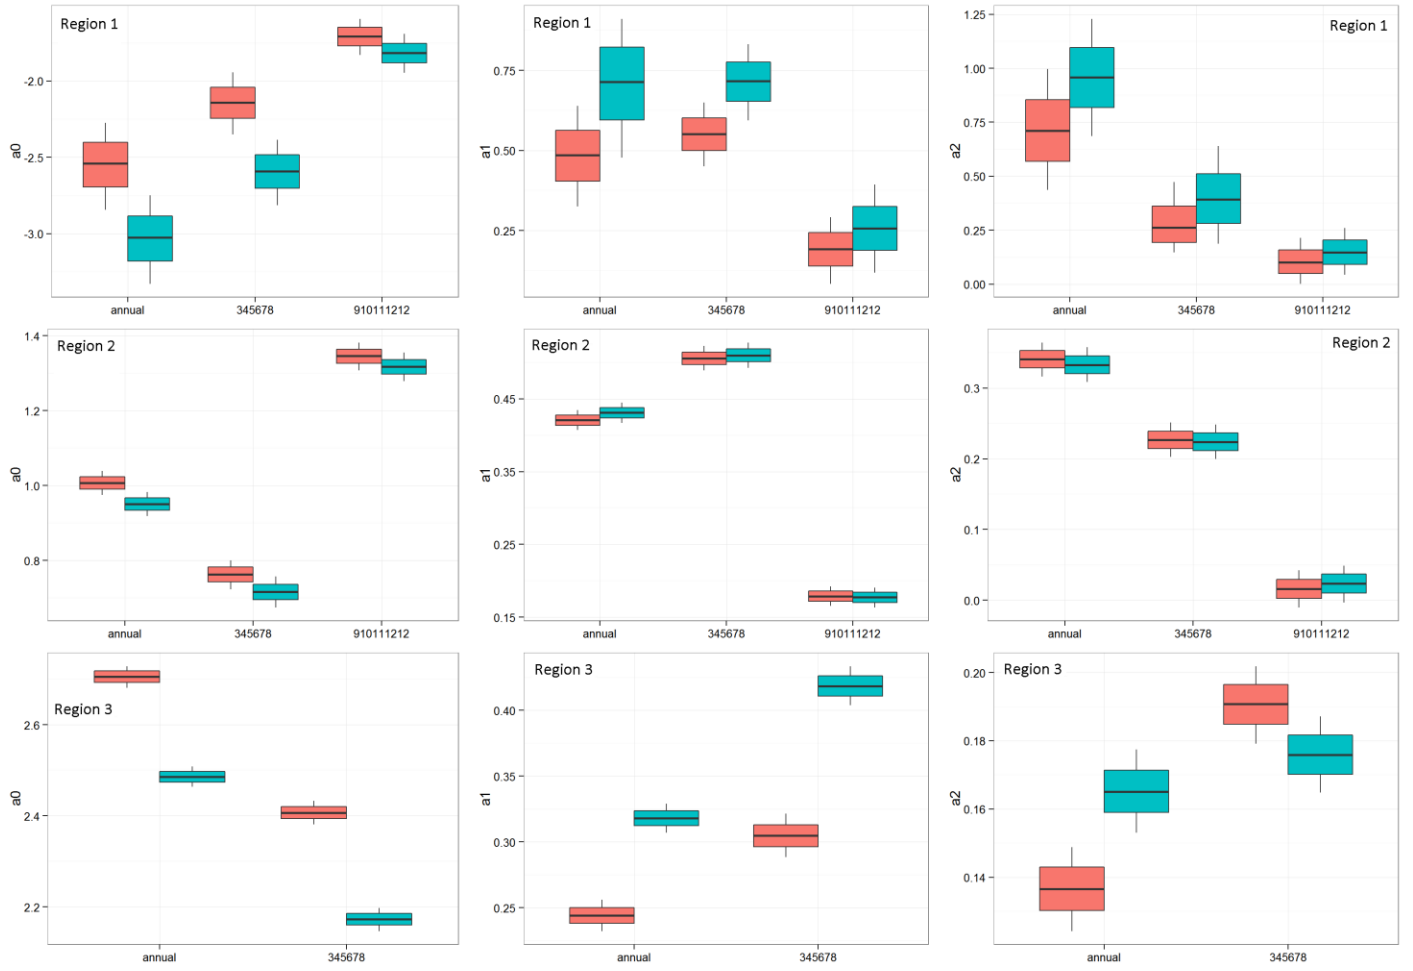 Region 1
-2.0
-2.5
-3.0
a0
annual 345678 910111212
Region 1
0.75
0.50
0.25
a1
annual 345678 910111212
Region 1
1.25
1.00
0.75
0.50
0.25
0.00
a2
annual 345678 910111212
Region 2
1.4
1.2
1.0
0.8
a0
annual 345678 910111212
Region 2
0.45
0.35
0.25
0.15
a1
annual 345678 910111212
Region 2
0.3
0.2
0.1
0.0
a2
annual 345678 910111212
Region 3
2.6
2.4
2.2
a0
annual 345678
Region 3
0.40
0.35
0.30
0.25
a1
annual 345678
Region 3
0.20
0.18
0.16
0.14
a2
annual 345678